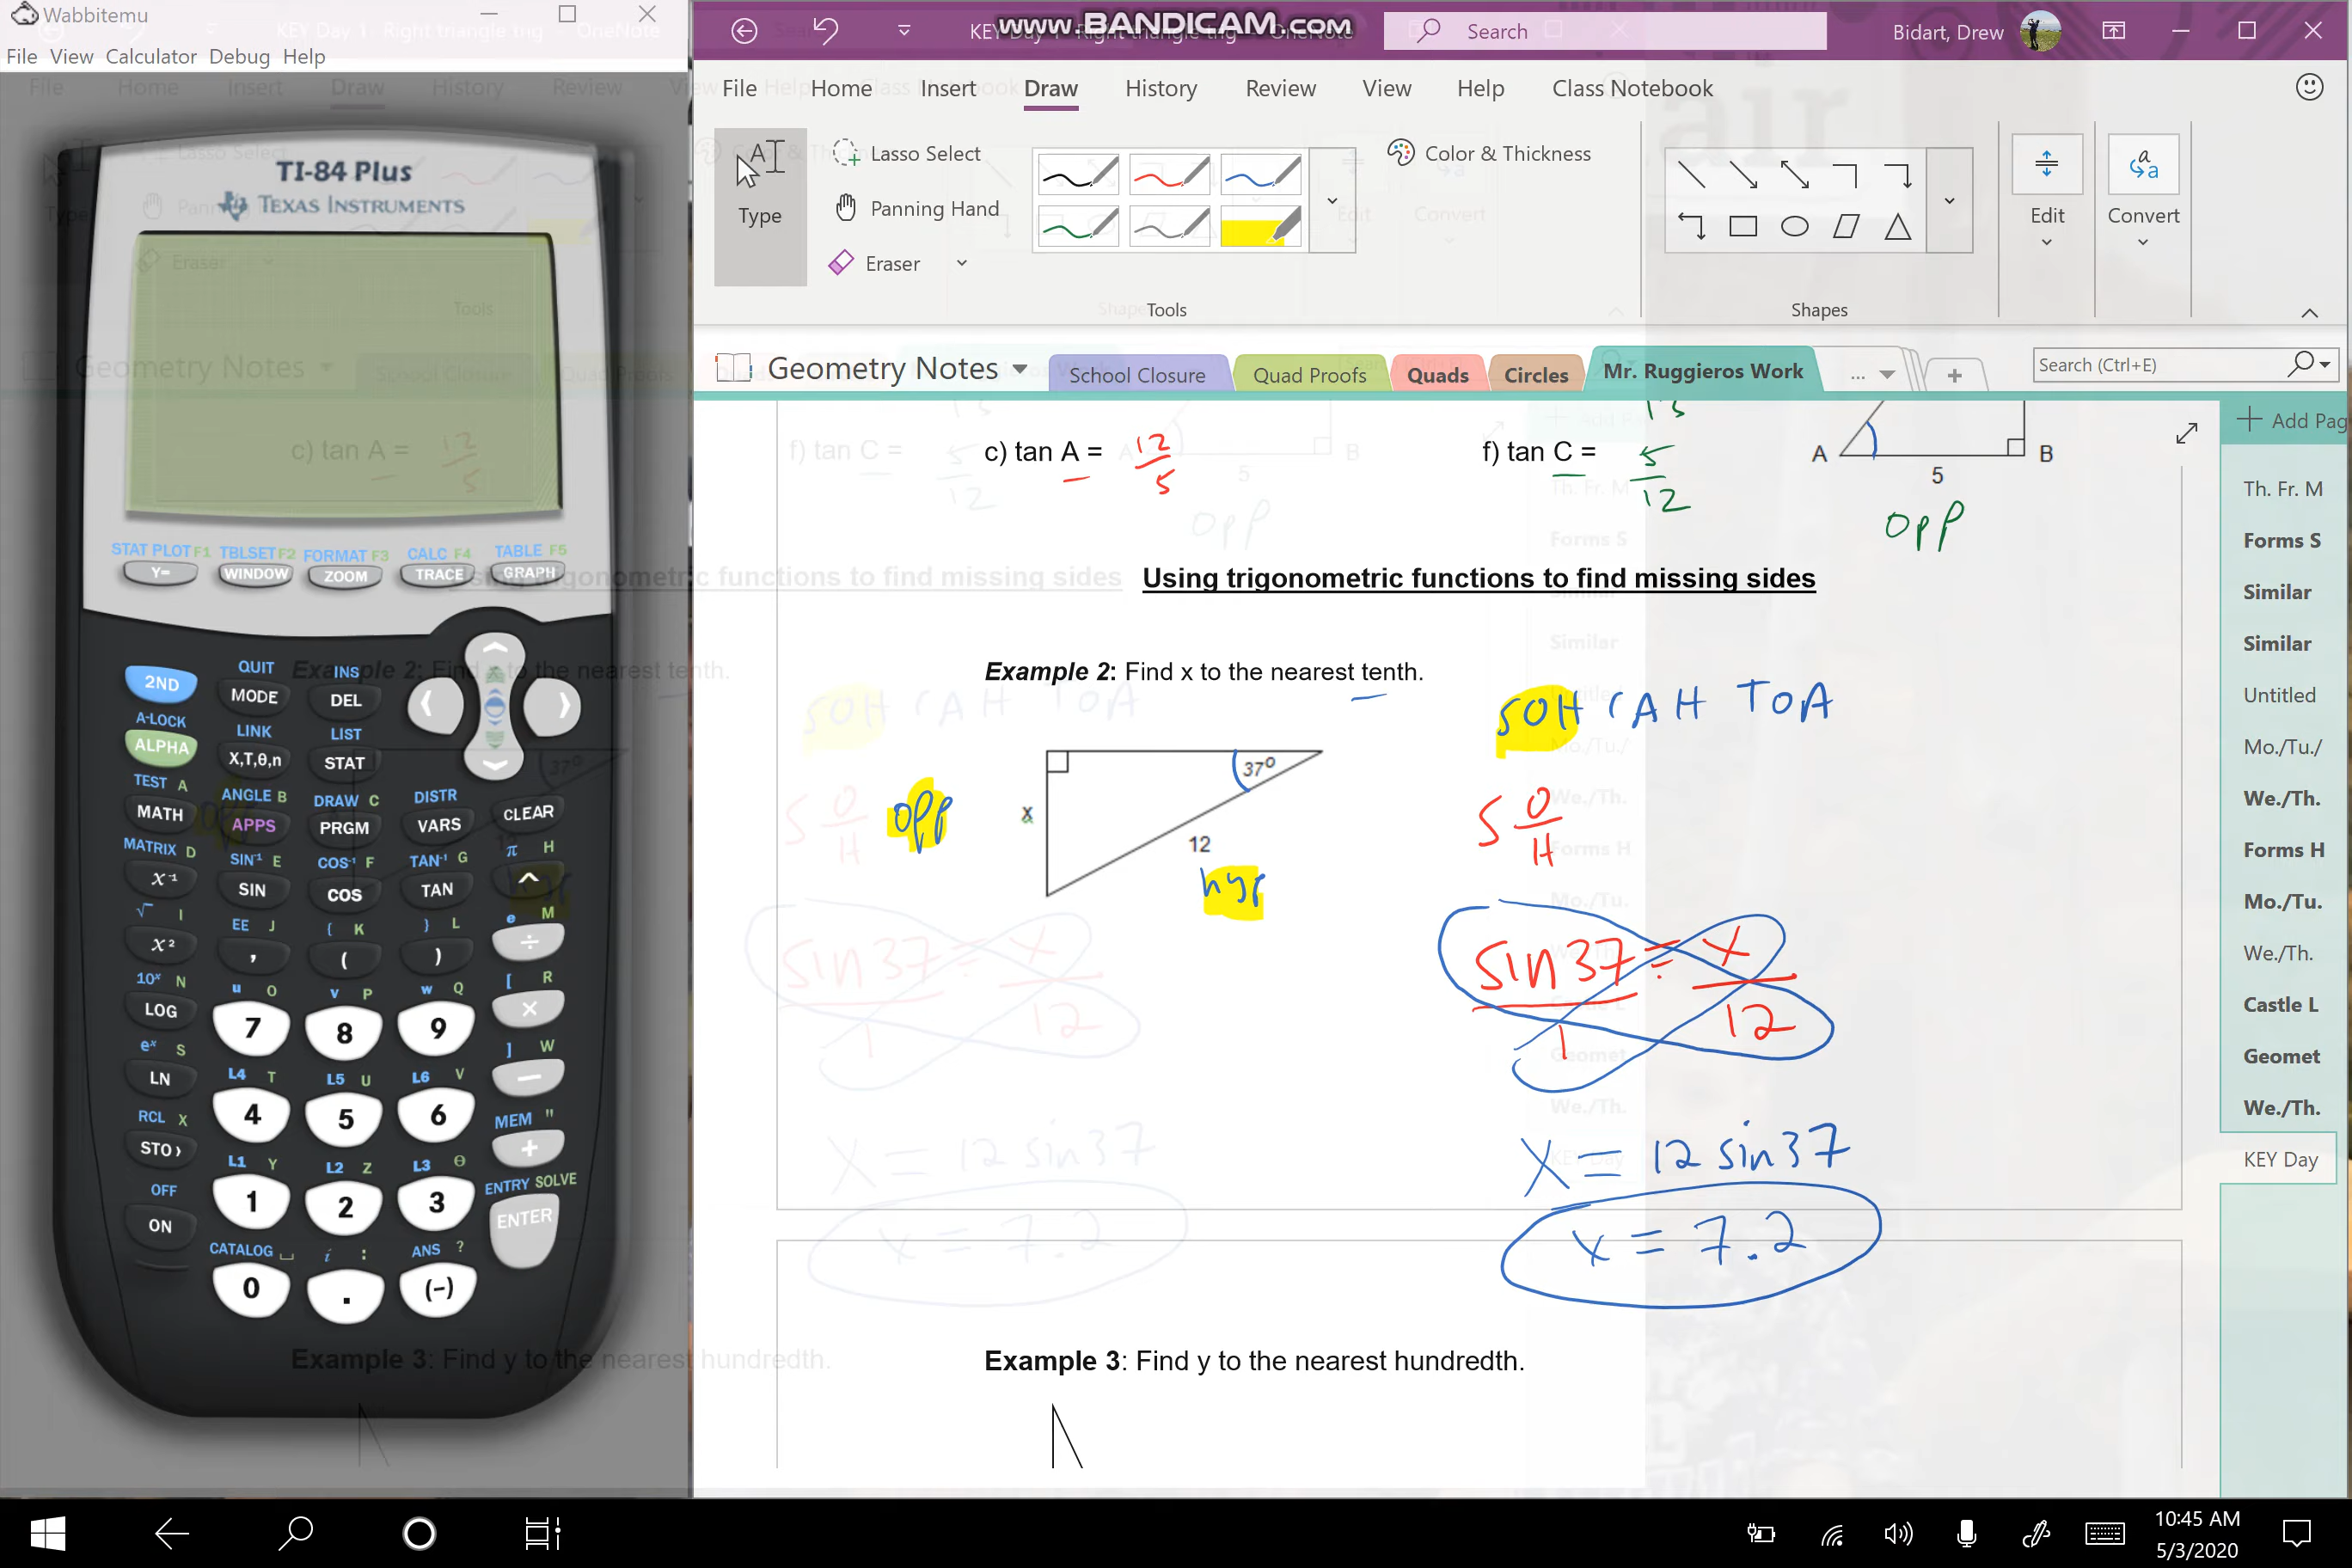 Wabbitemu
File View Calculator Debug Help
TI-84 Plus
TEXAS INSTRUMENTS
STAT PLOT F1 TBLSET F2 FORMAT F3 CALC F4 TABLE F5
Y= WINDOW ZOOM TRACE GRAPH
QUIT INS
2ND MODE DEL
A-LOCK LINK LIST
ALPHA X,T,θ,n STAT
TEST A ANGLE B DRAW C DISTR
MATH APPS PRGM VARS CLEAR
MATRIX D SIN⁻¹ E COS⁻¹ F TAN⁻¹ G π H
X⁻¹ SIN COS TAN ^
√ I EE J { K } L e M
X² , ( ) ÷
10ˣ N u O v P w Q [ R
LOG 7 8 9 ×
eˣ S L4 T L5 U L6 V ] W
LN 4 5 6 −
RCL X L1 Y L2 Z L3 θ MEM "
STO› 1 2 3 +
OFF CATALOG ␣ i : ANS ? ENTRY SOLVE
ON 0 . (−) ENTER
www.BANDICAM.com
KEY Day 1 - Right triangle trig - OneNote
Search
Bidart, Drew
File Home Insert Draw History Review View Help Class Notebook
Type
Lasso Select
Panning Hand
Eraser
Color & Thickness
Edit
Convert
Tools
Shapes
Geometry Notes
School Closure
Quad Proofs
Quads
Circles
Mr. Ruggieros Work
...
Search (Ctrl+E)
c) tan A = 12/5
f) tan C = 5/12
A B
5
opp
Using trigonometric functions to find missing sides
Example 2: Find x to the nearest tenth.
SOH CAH TOA
37º
opp
x
12
hyp
S O/H
sin37/1 = x/12
x = 12 sin37
x = 7.2
Example 3: Find y to the nearest hundredth.
Add Pag
Th. Fr. M
Forms S
Similar
Similar
Untitled
Mo./Tu./
We./Th.
Forms H
Mo./Tu.
We./Th.
Castle L
Geomet
We./Th.
KEY Day
10:45 AM
5/3/2020